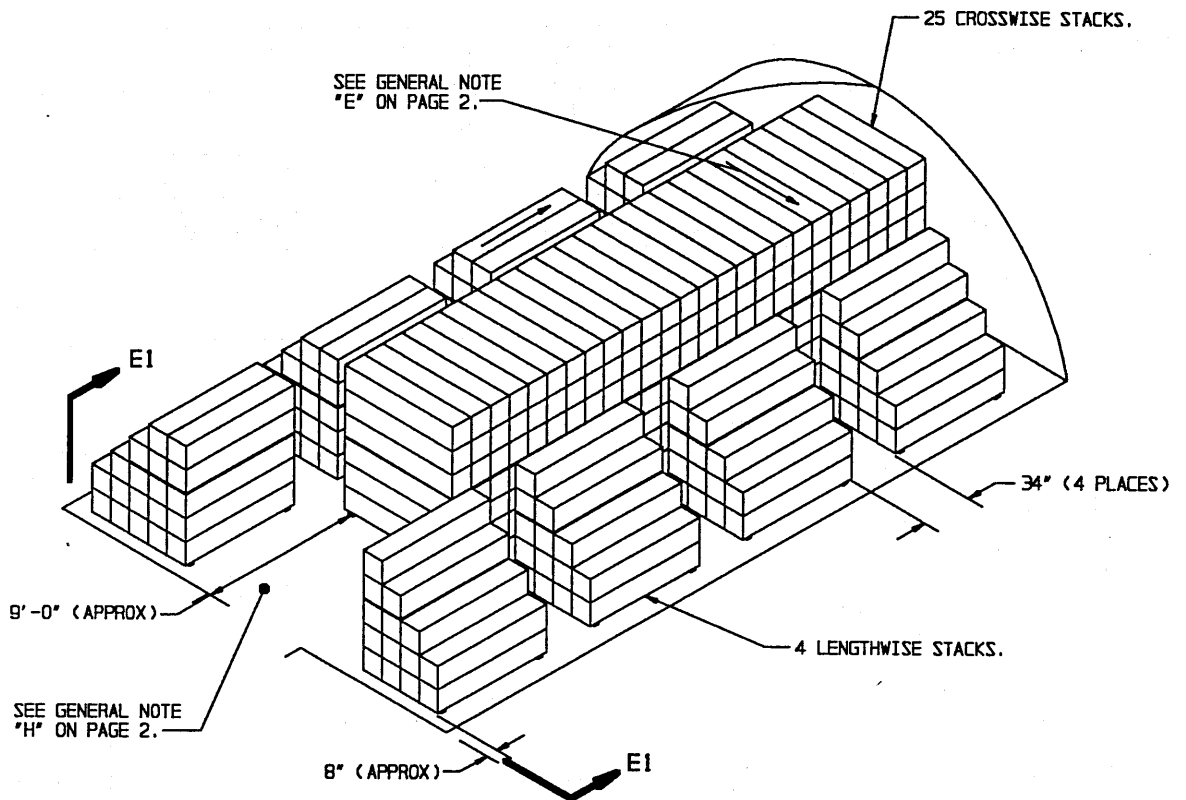 25 CROSSWISE STACKS.
SEE GENERAL NOTE
"E" ON PAGE 2.
E1
34" (4 PLACES)
9'-0" (APPROX)
4 LENGTHWISE STACKS.
SEE GENERAL NOTE
"H" ON PAGE 2.
8" (APPROX)
E1